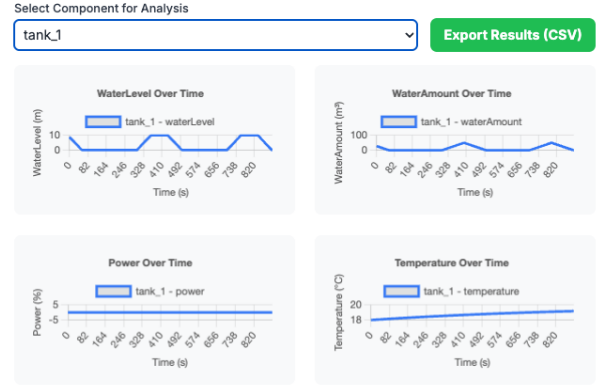 Select Component for Analysis
tank_1
Export Results (CSV)
WaterLevel Over Time
tank_1 - waterLevel
WaterLevel (m)
10
0
0 82 164 246 328 410 492 574 656 738 820
Time (s)
WaterAmount Over Time
tank_1 - waterAmount
WaterAmount (m³)
100
0
0 82 164 246 328 410 492 574 656 738 820
Time (s)
Power Over Time
tank_1 - power
Power (%)
5
-5
0 82 164 246 328 410 492 574 656 738 820
Time (s)
Temperature Over Time
tank_1 - temperature
Temperature (°C)
20
18
0 82 164 246 328 410 492 574 656 738 820
Time (s)